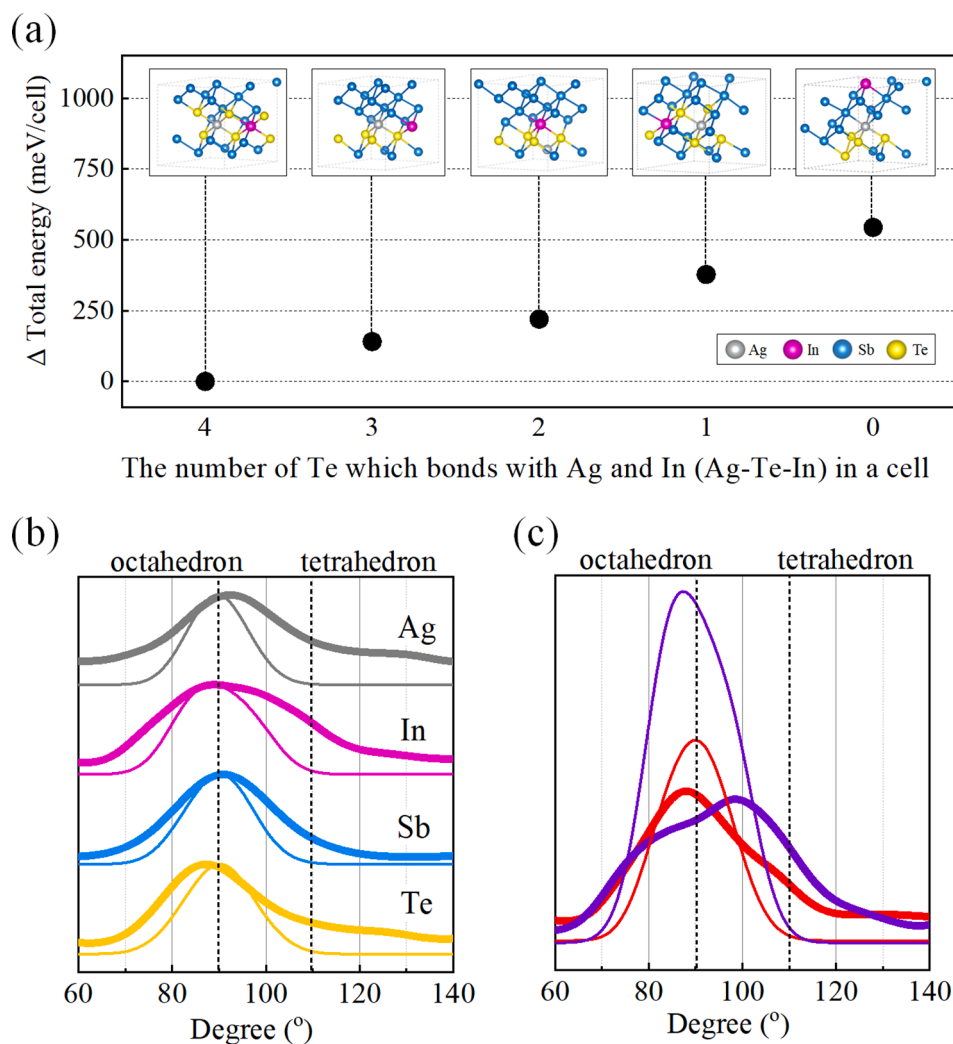 (a)
1000
750
500
250
0
Δ Total energy (meV/cell)
Ag In Sb Te
4 3 2 1 0
The number of Te which bonds with Ag and In (Ag-Te-In) in a cell
(b)
octahedron tetrahedron
Ag
In
Sb
Te
60 80 100 120 140
Degree (°)
(c)
octahedron tetrahedron
60 80 100 120 140
Degree (°)